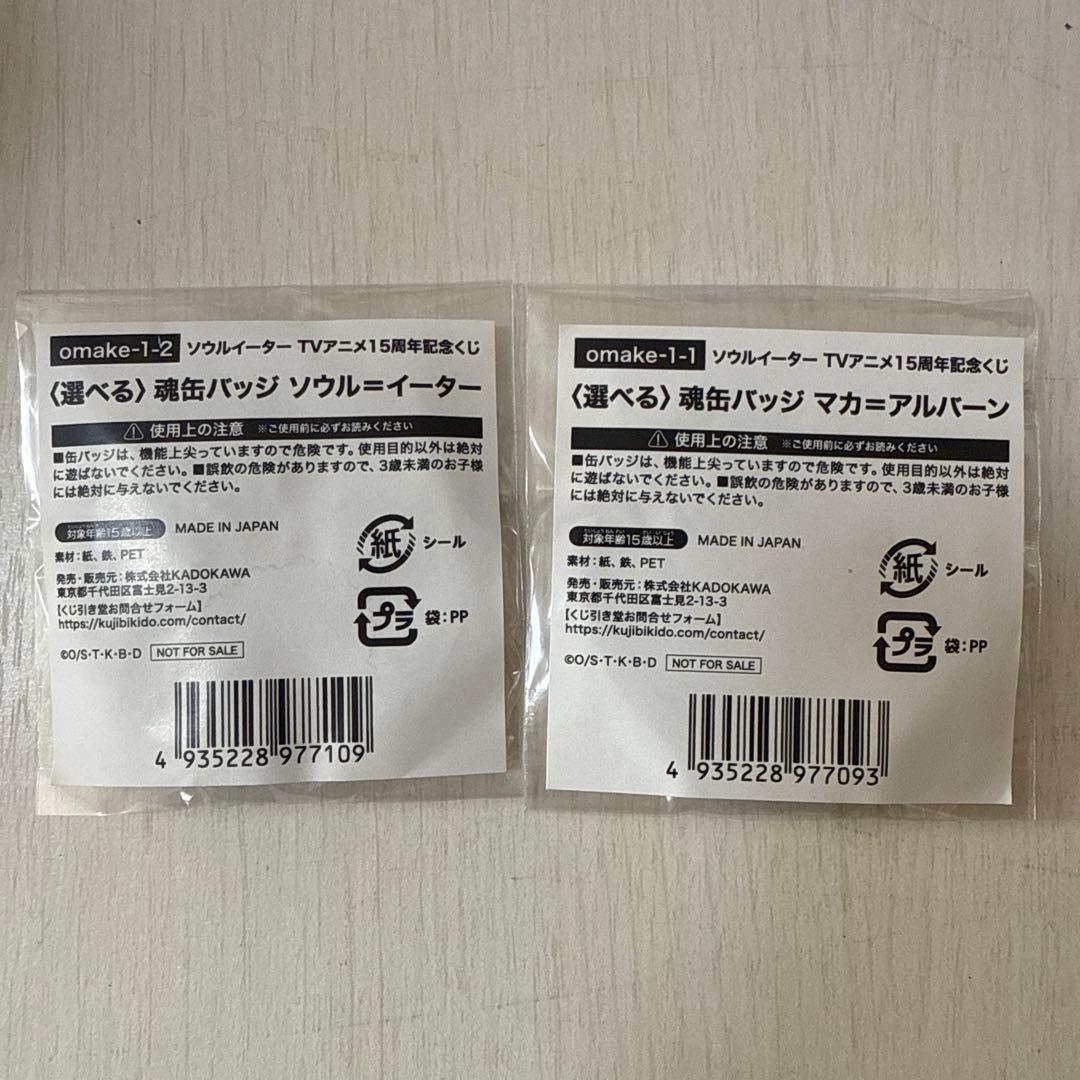 omake-1-2 ソウルイーター TVアニメ15周年記念くじ
〈選べる〉魂缶バッジ ソウル=イーター
⚠ 使用上の注意 ※ご使用前に必ずお読みください
■缶バッジは、機能上尖っていますので危険です。使用目的以外は絶対
に遊ばないでください。■誤飲の危険がありますので、3歳未満のお子様
には絶対に与えないでください。
対象年齢15歳以上 MADE IN JAPAN
素材:紙、鉄、PET
発売・販売元:株式会社KADOKAWA
東京都千代田区富士見2-13-3
【くじ引き堂お問合せフォーム】
https://kujibikido.com/contact/
©O/S・T・K・B・D NOT FOR SALE
紙 シール
プラ 袋:PP
4 935228 977109
omake-1-1 ソウルイーター TVアニメ15周年記念くじ
〈選べる〉魂缶バッジ マカ=アルバーン
⚠ 使用上の注意 ※ご使用前に必ずお読みください
■缶バッジは、機能上尖っていますので危険です。使用目的以外は絶対
に遊ばないでください。■誤飲の危険がありますので、3歳未満のお子様
には絶対に与えないでください。
対象年齢15歳以上 MADE IN JAPAN
素材:紙、鉄、PET
発売・販売元:株式会社KADOKAWA
東京都千代田区富士見2-13-3
【くじ引き堂お問合せフォーム】
https://kujibikido.com/contact/
©O/S・T・K・B・D NOT FOR SALE
紙 シール
プラ 袋:PP
4 935228 977093